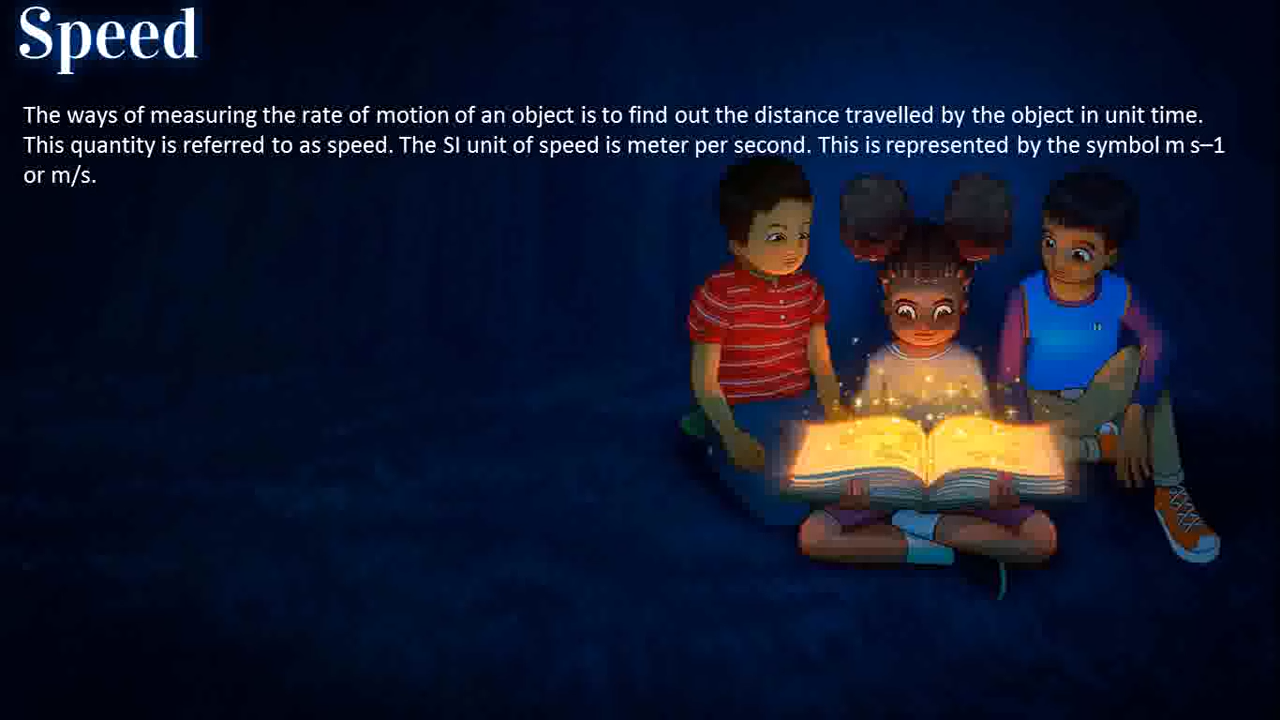 Speed
The ways of measuring the rate of motion of an object is to find out the distance travelled by the object in unit time.
This quantity is referred to as speed. The SI unit of speed is meter per second. This is represented by the symbol m s–1
or m/s.